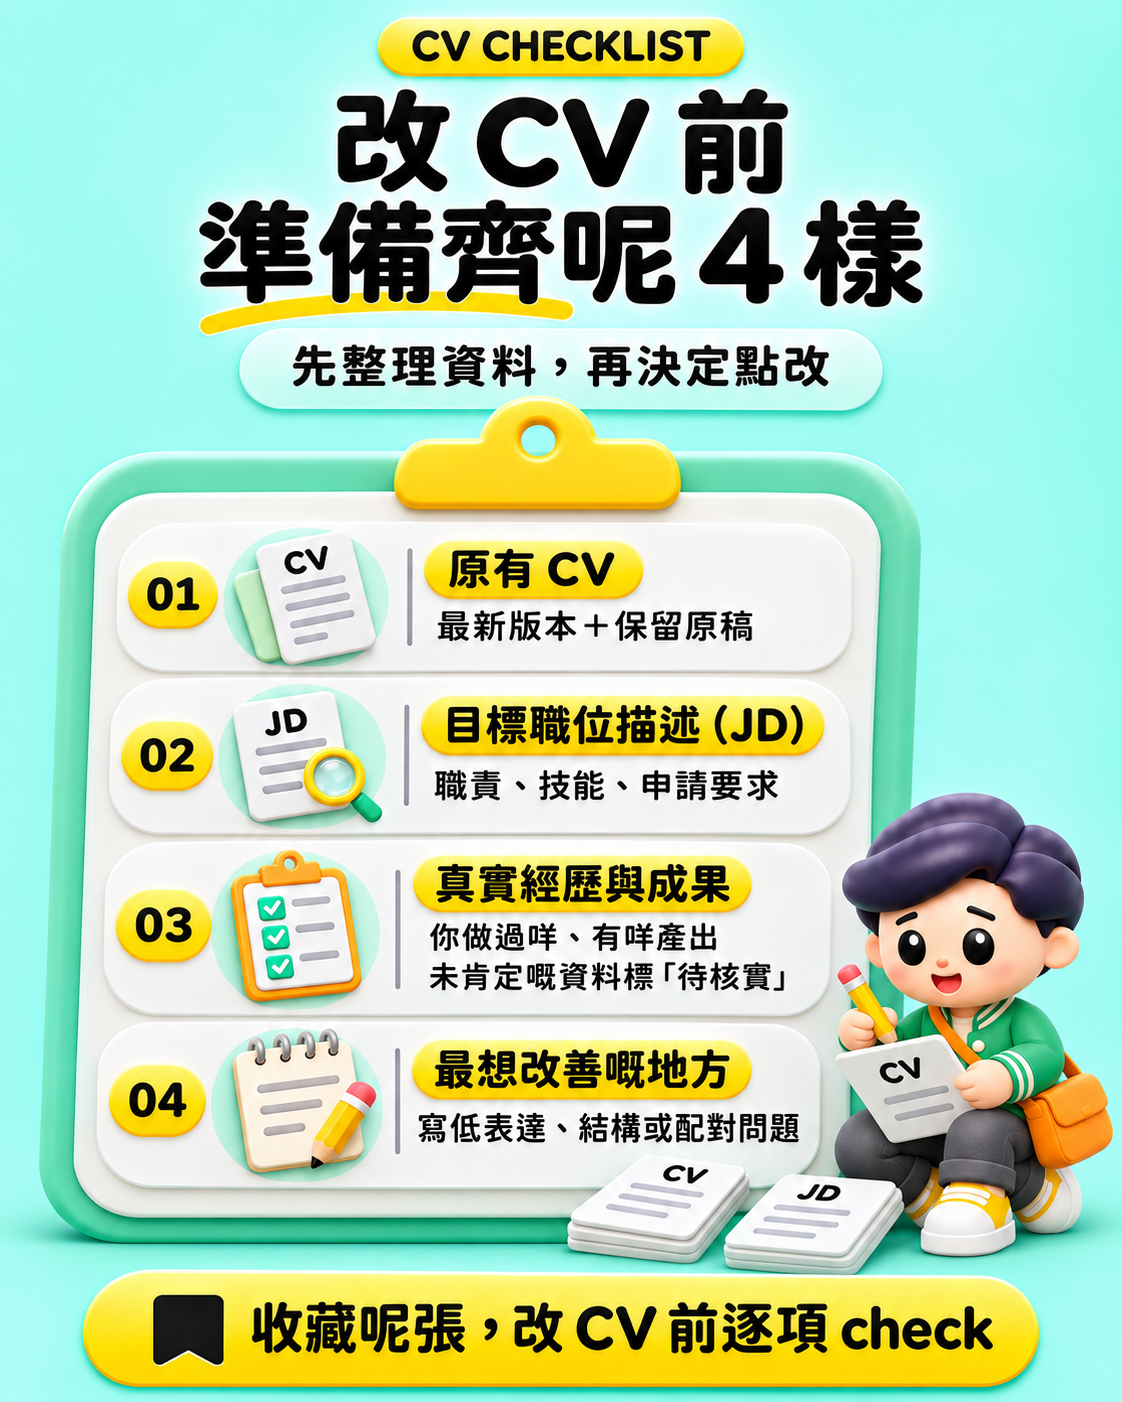 CV CHECKLIST
改 CV 前
準備齊呢 4 樣
先整理資料，再決定點改
01
CV
原有 CV
最新版本＋保留原稿
02
JD
目標職位描述（JD）
職責、技能、申請要求
03
真實經歷與成果
你做過咩、有咩產出
未肯定嘅資料標「待核實」
04
最想改善嘅地方
寫低表達、結構或配對問題
CV
CV
JD
收藏呢張，改 CV 前逐項 check